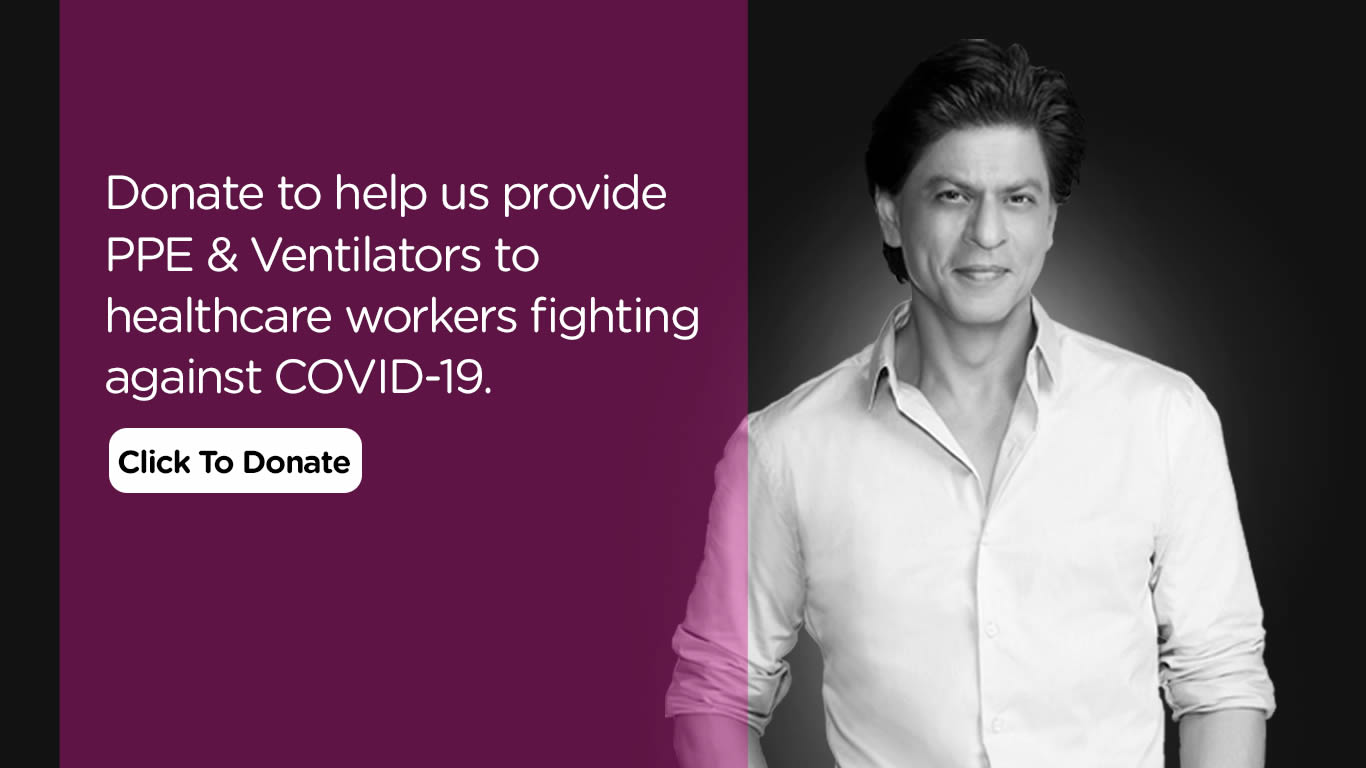 Donate to help us provide
PPE & Ventilators to
healthcare workers fighting
against COVID-19.
Click To Donate